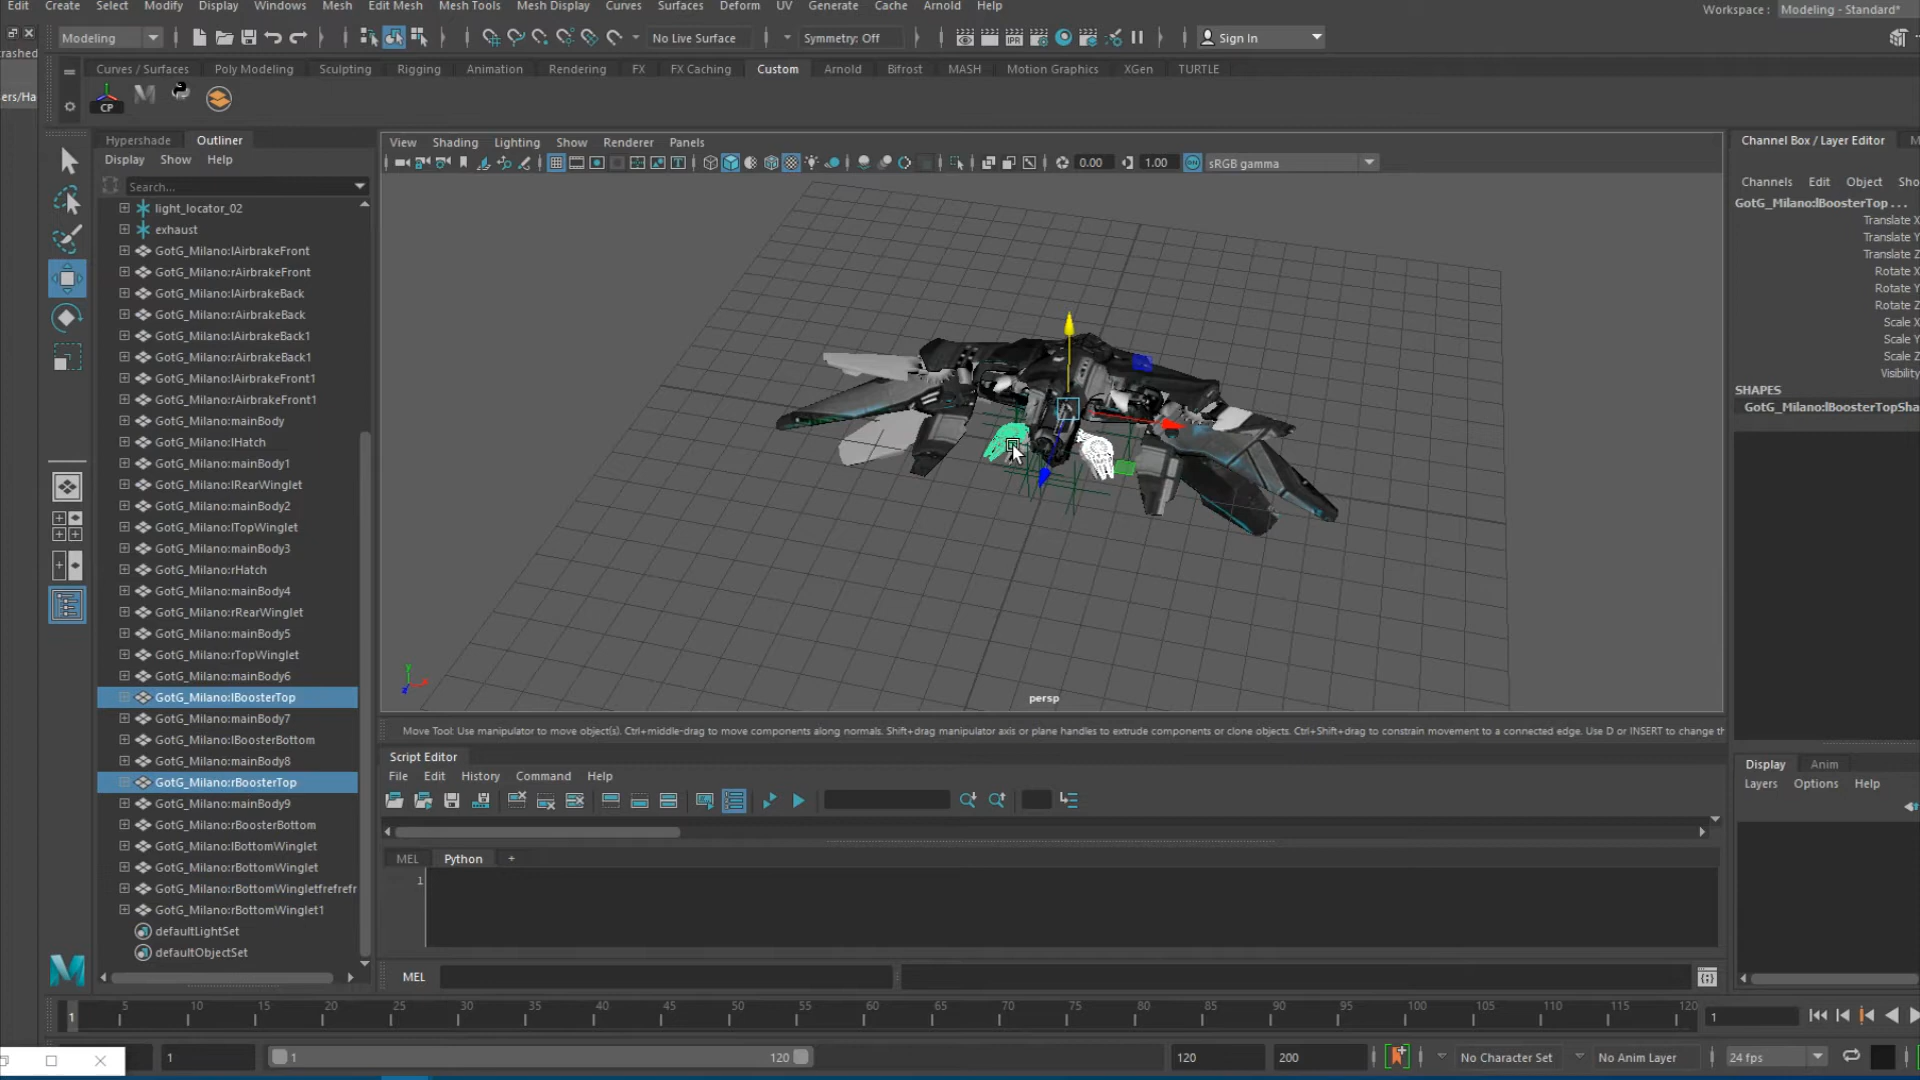 Edit Create Select Modify Display Windows Mesh Edit Mesh Mesh Tools Mesh Display Curves Surfaces Deform UV Generate Cache Arnold Help
Workspace : Modeling - Standard*
Modeling No Live Surface Symmetry: Off Sign In
rashed
Curves / Surfaces Poly Modeling Sculpting Rigging Animation Rendering FX FX Caching Custom Arnold Bifrost MASH Motion Graphics XGen TURTLE
ers/Ha
CP
Hypershade Outliner
Display Show Help
Search...
light_locator_02
exhaust
GotG_Milano:lAirbrakeFront
GotG_Milano:rAirbrakeFront
GotG_Milano:lAirbrakeBack
GotG_Milano:rAirbrakeBack
GotG_Milano:lAirbrakeBack1
GotG_Milano:rAirbrakeBack1
GotG_Milano:lAirbrakeFront1
GotG_Milano:rAirbrakeFront1
GotG_Milano:mainBody
GotG_Milano:lHatch
GotG_Milano:mainBody1
GotG_Milano:lRearWinglet
GotG_Milano:mainBody2
GotG_Milano:lTopWinglet
GotG_Milano:mainBody3
GotG_Milano:rHatch
GotG_Milano:mainBody4
GotG_Milano:rRearWinglet
GotG_Milano:mainBody5
GotG_Milano:rTopWinglet
GotG_Milano:mainBody6
GotG_Milano:lBoosterTop
GotG_Milano:mainBody7
GotG_Milano:lBoosterBottom
GotG_Milano:mainBody8
GotG_Milano:rBoosterTop
GotG_Milano:mainBody9
GotG_Milano:rBoosterBottom
GotG_Milano:lBottomWinglet
GotG_Milano:rBottomWinglet
GotG_Milano:rBottomWingletfrefrefr
GotG_Milano:rBottomWinglet1
defaultLightSet
defaultObjectSet
View Shading Lighting Show Renderer Panels
0.00 1.00 ON sRGB gamma
y
x
z
persp
Move Tool: Use manipulator to move object(s). Ctrl+middle-drag to move components along normals. Shift+drag manipulator axis or plane handles to extrude components or clone objects. Ctrl+Shift+drag to constrain movement to a connected edge. Use D or INSERT to change th
Script Editor
File Edit History Command Help
MEL Python +
1
MEL
Channel Box / Layer Editor M
Channels Edit Object Sho
GotG_Milano:lBoosterTop ...
Translate X
Translate Y
Translate Z
Rotate X
Rotate Y
Rotate Z
Scale X
Scale Y
Scale Z
Visibility
SHAPES
GotG_Milano:lBoosterTopSha
Display Anim
Layers Options Help
1 5 10 15 20 25 30 35 40 45 50 55 60 65 70 75 80 85 90 95 100 105 110 115 120 1
1 1 120 120 200 No Character Set No Anim Layer 24 fps